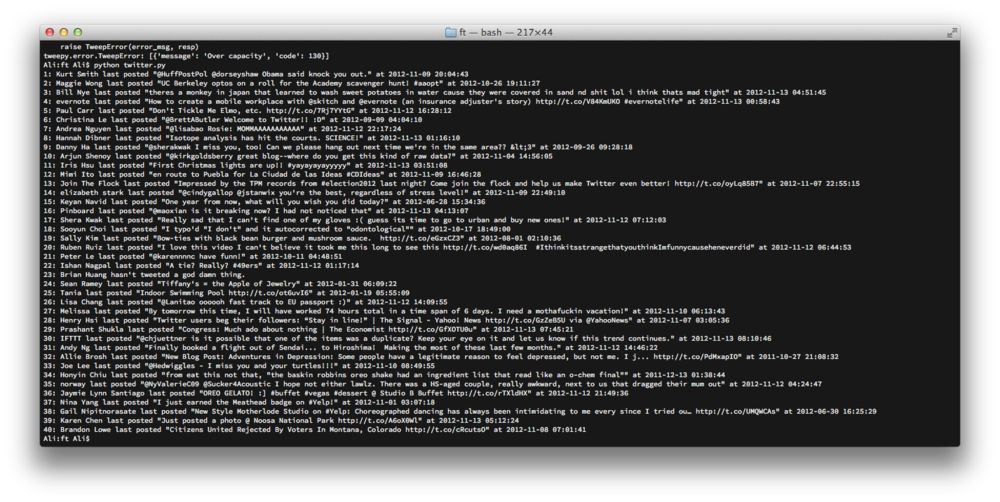 ft — bash — 217×44
raise TweepError(error_msg, resp)
tweepy.error.TweepError: [{'message': 'Over capacity', 'code': 130}]
Ali:ft Ali$ python twitter.py
1: Kurt Smith last posted "@HuffPostPol @dorseyshaw Obama said knock you out." at 2012-11-09 20:04:43
2: Maggie Wong last posted "UC Berkeley optos on a roll for the Academy scavenger hunt! #aaopt" at 2012-10-26 19:11:27
3: Bill Nye last posted "theres a monkey in japan that learned to wash sweet potatoes in water cause they were covered in sand nd shit lol i think thats mad tight" at 2012-11-13 04:51:45
4: evernote last posted "How to create a mobile workplace with @skitch and @evernote (an insurance adjuster's story) http://t.co/V84KmUKO #evernotelife" at 2012-11-13 00:58:43
5: Paul Carr last posted "Don't Tickle Me Elmo, etc. http://t.co/7Rj7YYtG" at 2012-11-13 16:28:12
6: Christina Le last posted "@BrettAButler Welcome to Twitter!! :D" at 2012-09-09 04:04:10
7: Andrea Nguyen last posted "@lisabao Rosie: MOMMAAAAAAAAAAA" at 2012-11-12 22:17:24
8: Hannah Dibner last posted "Isotope analysis has hit the courts. SCIENCE!" at 2012-11-13 01:16:10
9: Danny Ha last posted "@sherakwak I miss you, too! Can we please hang out next time we're in the same area?? &lt;3" at 2012-09-26 09:28:18
10: Arjun Shenoy last posted "@kirkgoldsberry great blog--where do you get this kind of raw data?" at 2012-11-04 14:56:05
11: Iris Hsu last posted "First Christmas lights are up!! #yayayayayyyyy" at 2012-11-13 03:51:08
12: Mimi Ito last posted "en route to Puebla for La Ciudad de las Ideas #CDIdeas" at 2012-11-09 16:46:28
13: Join The Flock last posted "Impressed by the TPM records from #election2012 last night? Come join the flock and help us make Twitter even better! http://t.co/oyLq85B7" at 2012-11-07 22:55:15
14: elizabeth stark last posted "@cindygallop @jstanwix you're the best, regardless of stress level!" at 2012-11-09 22:49:10
15: Keyan Navid last posted "One year from now, what will you wish you did today?" at 2012-06-28 15:34:36
16: Pinboard last posted "@maoxian is it breaking now? I had not noticed that" at 2012-11-13 04:13:07
17: Shera Kwak last posted "Really sad that I can't find one of my gloves :( guess its time to go to urban and buy new ones!" at 2012-11-12 07:12:03
18: Sooyun Choi last posted "I typo'd "I don't" and it autocorrected to "odontological"" at 2012-10-17 18:49:00
19: Sally Kim last posted "Bow-ties with black bean burger and mushroom sauce.  http://t.co/eGzxCZ3" at 2012-08-01 02:10:36
20: Ruben Ruiz last posted "I love this video I can't believe it took me this long to see this http://t.co/wd0aq86I  #IthinkitsstrangethatyouthinkImfunnycauseheneverdid" at 2012-11-12 06:44:53
21: Peter Le last posted "@karennnnc have fun!" at 2012-10-11 04:48:51
22: Ishan Nagpal last posted "A tie? Really? #49ers" at 2012-11-12 01:17:14
23: Brian Huang hasn't tweeted a god damn thing.
24: Sean Ramey last posted "Tiffany's = the Apple of Jewelry" at 2012-01-31 06:09:22
25: Tania last posted "Indoor Swimming Pool http://t.co/ot6uvI6" at 2012-01-19 05:55:09
26: Lisa Chang last posted "@Lanitao oooooh fast track to EU passport :)" at 2012-11-12 14:09:55
27: Melissa last posted "By tomorrow this time, I will have worked 74 hours total in a time span of 6 days. I need a mothafuckin vacation!" at 2012-11-10 06:13:43
28: Henry Hsi last posted "Twitter users beg their followers: "Stay in line!" | The Signal - Yahoo! News http://t.co/GzZeBSU via @YahooNews" at 2012-11-07 03:05:36
29: Prashant Shukla last posted "Congress: Much ado about nothing | The Economist http://t.co/GfXOTU0u" at 2012-11-13 07:45:21
30: IFTTT last posted "@chjuettner is it possible that one of the items was a duplicate? Keep your eye on it and let us know if this trend continues." at 2012-11-13 08:10:46
31: Andy Ng last posted "Finally booked a flight out of Sendai... to Hiroshima!  Making the most of these last few months." at 2012-11-12 14:46:22
32: Allie Brosh last posted "New Blog Post: Adventures in Depression: Some people have a legitimate reason to feel depressed, but not me. I j... http://t.co/PdMxapIO" at 2011-10-27 21:08:32
33: Joe Lee last posted "@Hedwiggles - I miss you and your turtles!!!" at 2012-11-10 08:49:55
34: Honyin Chiu last posted "from eat this not that, "the baskin robbins oreo shake had an ingredient list that read like an o-chem final"" at 2011-12-13 01:38:44
35: norway last posted "@NyValerieC09 @Sucker4Acoustic I hope not either lawlz. There was a HS-aged couple, really awkward, next to us that dragged their mum out" at 2012-11-12 04:24:47
36: Jaymie Lynn Santiago last posted "OREO GELATO! :] #buffet #vegas #dessert @ Studio B Buffet http://t.co/rTXldHX" at 2012-11-12 21:49:36
37: Nina Yang last posted "I just earned the Meathead badge on #Yelp!" at 2012-11-01 03:07:18
38: Gail Nipitnorasate last posted "New Style Motherlode Studio on #Yelp: Choreographed dancing has always been intimidating to me every since I tried ou… http://t.co/UMQWCAs" at 2012-06-30 16:25:29
39: Karen Chen last posted "Just posted a photo @ Noosa National Park http://t.co/A6oX0Wl" at 2012-11-13 05:12:24
40: Brandon Lowe last posted "Citizens United Rejected By Voters In Montana, Colorado http://t.co/cRcutsO" at 2012-11-08 07:01:41
Ali:ft Ali$